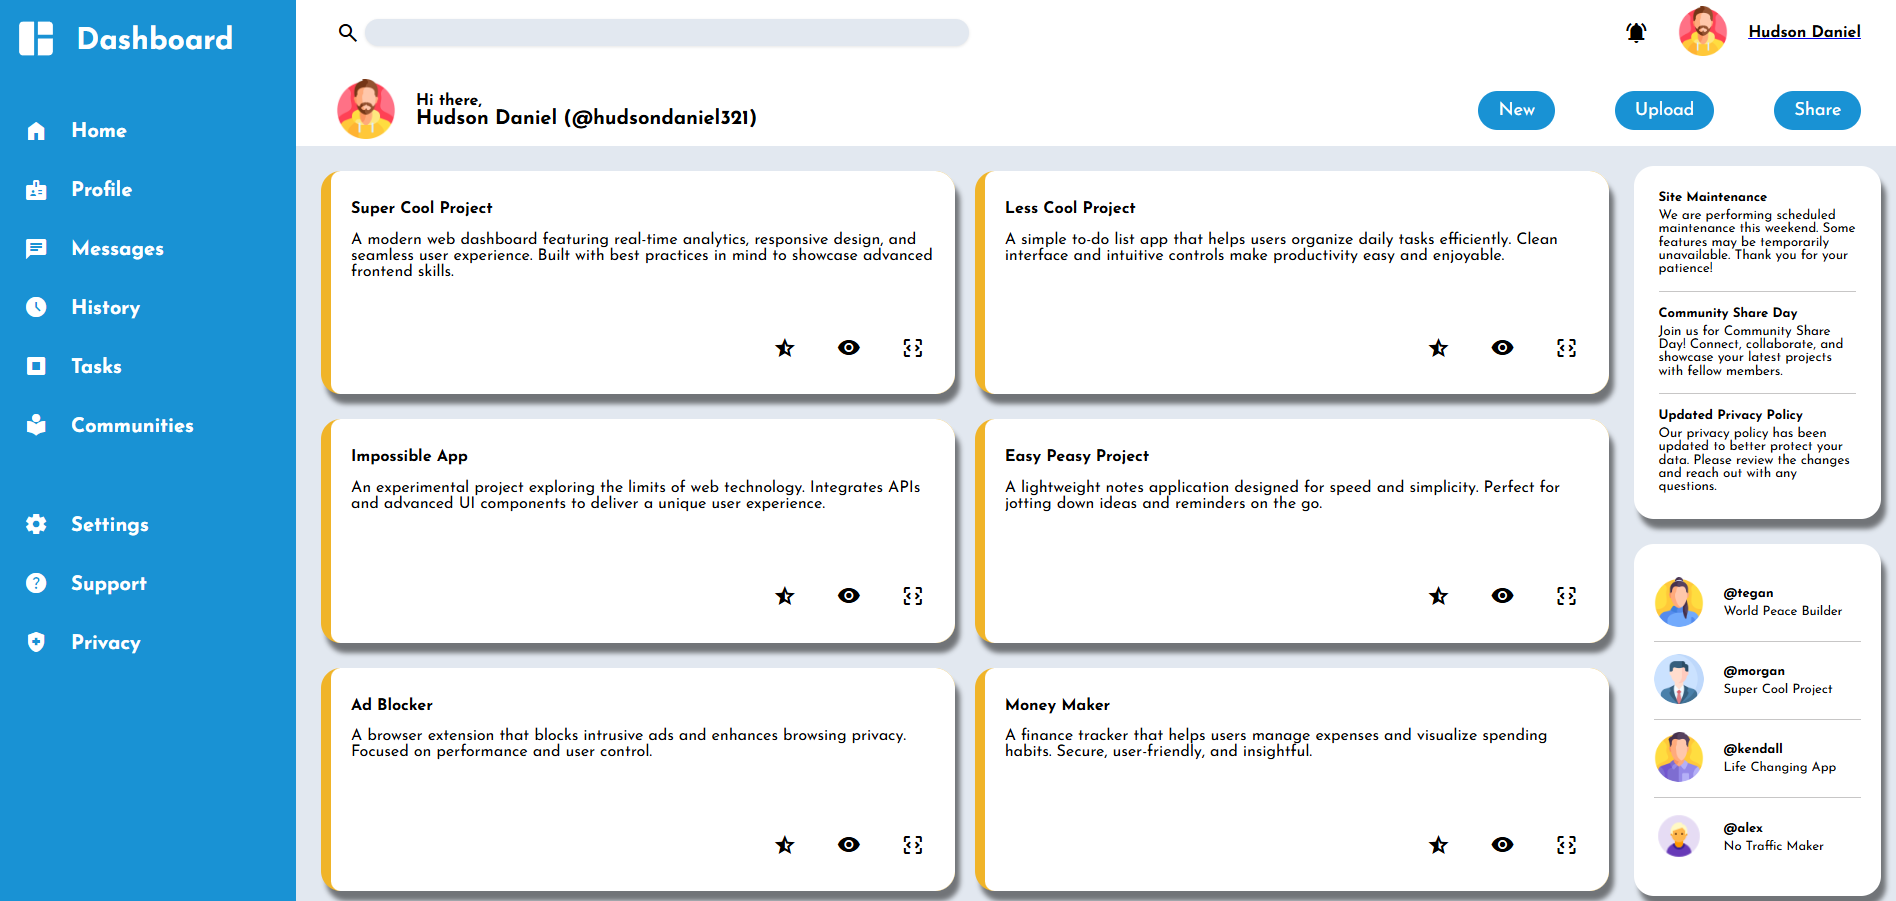 Dashboard
Home
Profile
Messages
History
Tasks
Communities
Settings
Support
Privacy
Hudson Daniel
Hi there,
Hudson Daniel (@hudsondaniel321)
New
Upload
Share
Super Cool Project
A modern web dashboard featuring real-time analytics, responsive design, and
seamless user experience. Built with best practices in mind to showcase advanced
frontend skills.
Less Cool Project
A simple to-do list app that helps users organize daily tasks efficiently. Clean
interface and intuitive controls make productivity easy and enjoyable.
Impossible App
An experimental project exploring the limits of web technology. Integrates APIs
and advanced UI components to deliver a unique user experience.
Easy Peasy Project
A lightweight notes application designed for speed and simplicity. Perfect for
jotting down ideas and reminders on the go.
Ad Blocker
A browser extension that blocks intrusive ads and enhances browsing privacy.
Focused on performance and user control.
Money Maker
A finance tracker that helps users manage expenses and visualize spending
habits. Secure, user-friendly, and insightful.
Site Maintenance
We are performing scheduled
maintenance this weekend. Some
features may be temporarily
unavailable. Thank you for your
patience!
Community Share Day
Join us for Community Share
Day! Connect, collaborate, and
showcase your latest projects
with fellow members.
Updated Privacy Policy
Our privacy policy has been
updated to better protect your
data. Please review the changes
and reach out with any
questions.
@tegan
World Peace Builder
@morgan
Super Cool Project
@kendall
Life Changing App
@alex
No Traffic Maker